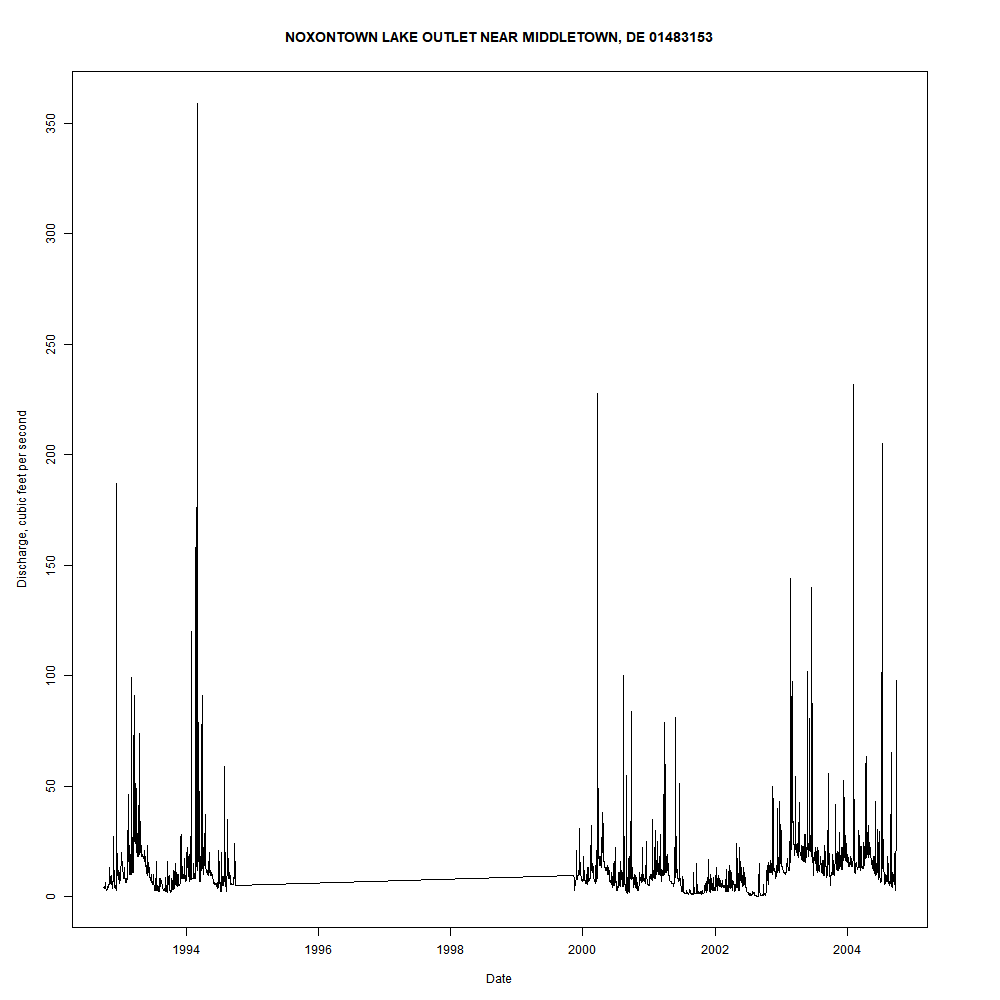 NOXONTOWN LAKE OUTLET NEAR MIDDLETOWN, DE 01483153
Discharge, cubic feet per second
350
300
250
200
150
100
50
0
1994 1996 1998 2000 2002 2004
Date